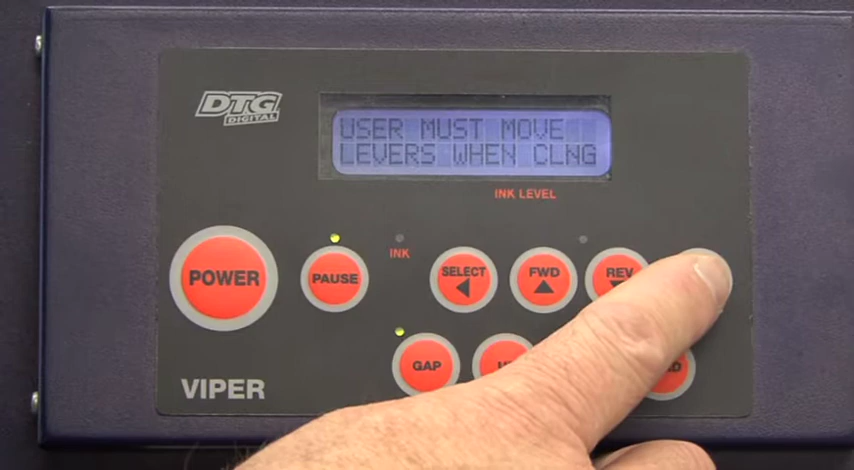 DTG
DIGITAL
USER MUST MOVE
LEVERS WHEN CLNG
INK LEVEL
INK
POWER
PAUSE
SELECT
FWD
REV
GAP
VIPER